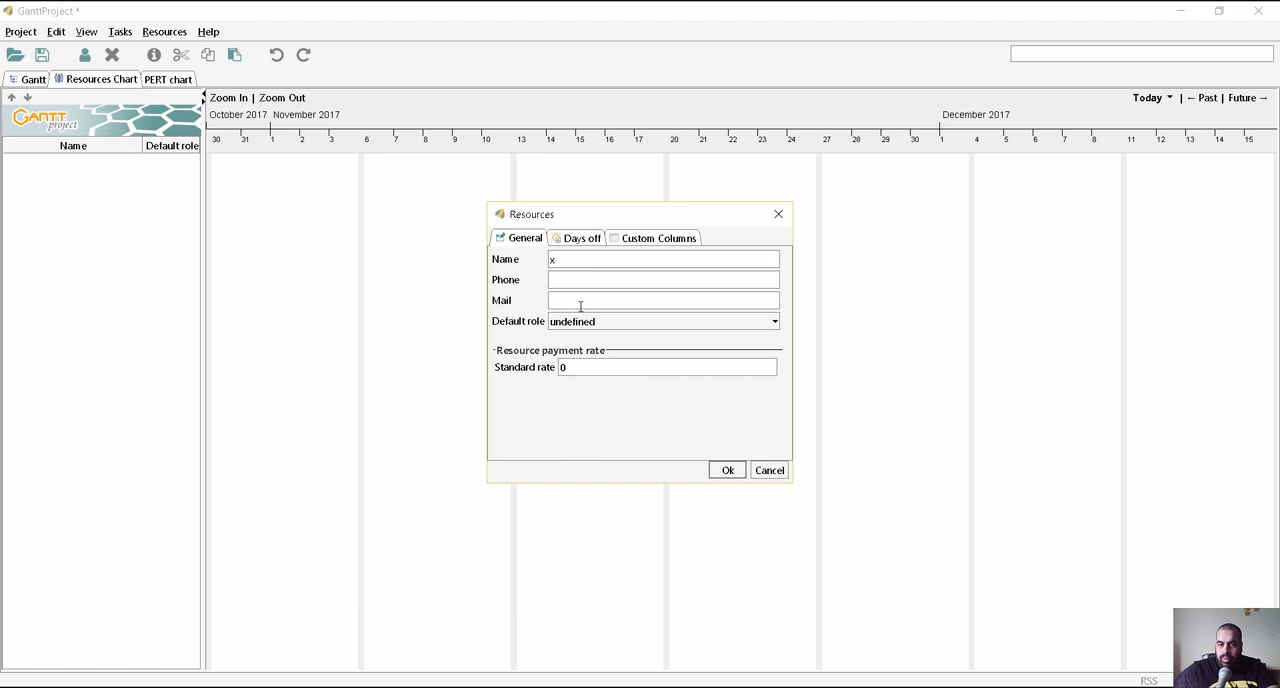 GanttProject *
Project Edit View Tasks Resources Help
Gantt Resources Chart PERT chart
Zoom In | Zoom Out Today | ← Past | Future →
GANTT project
October 2017 November 2017 December 2017
Name Default role
30 31 1 2 3 6 7 8 9 10 13 14 15 16 17 20 21 22 23 24 27 28 29 30 1 4 5 6 7 8 11 12 13 14 15
Resources
General Days off Custom Columns
Name x
Phone
Mail
Default role undefined
Resource payment rate
Standard rate 0
Ok Cancel
RSS